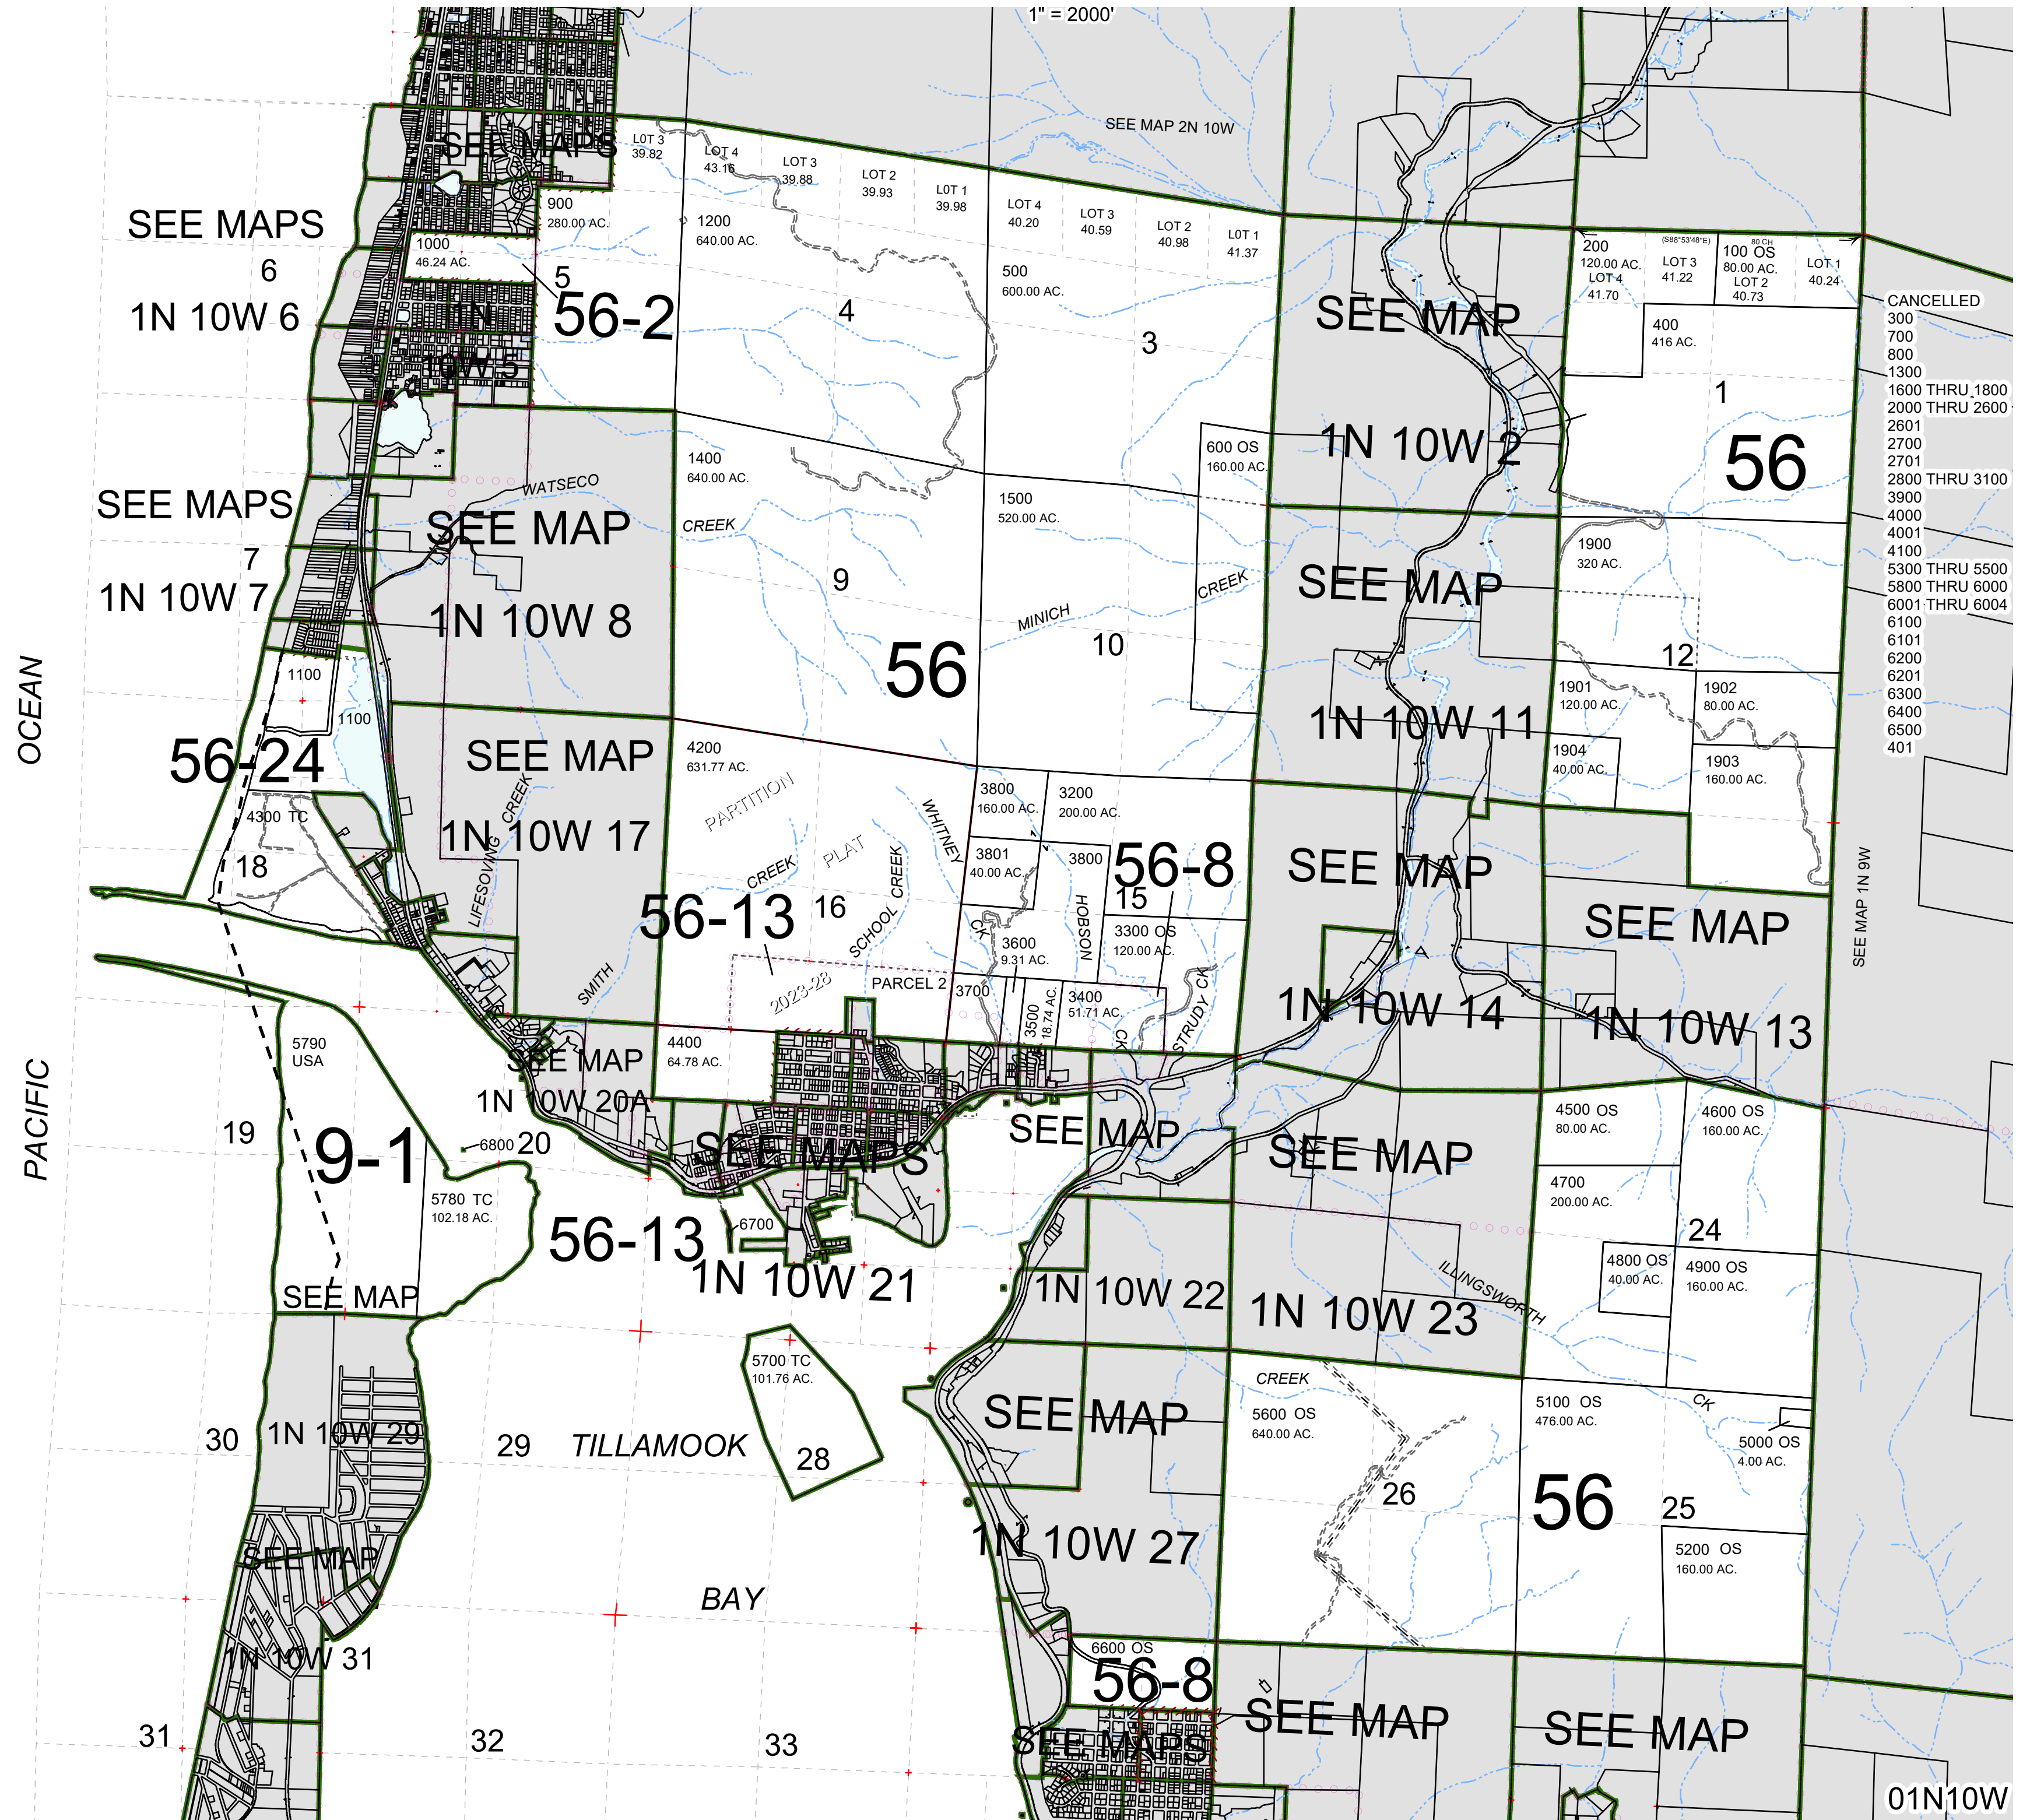 1" = 2000'
SEE MAP 2N 10W
SEE MAPS
L0T 3
39.82
LOT 4
43.16
LOT 3
39.88
LOT 2
39.93
L0T 1
39.98
LOT 4
40.20
LOT 3
40.59
LOT 2
40.98
L0T 1
41.37
SEE MAPS
6
1N 10W 6
900
280.00 AC.
1000
46.24 AC.
5
56-2
1N
10W 5
1200
640.00 AC.
4
500
600.00 AC.
3
SEE MAP
1N 10W 2
200
120.00 AC.
LOT 4
41.70
(S88°53'48"E)
LOT 3
41.22
80 CH
100 OS
80.00 AC.
LOT 2
40.73
LOT 1
40.24
400
416 AC.
1
56
CANCELLED
300
700
800
1300
1600 THRU 1800
2000 THRU 2600
2601
2700
2701
2800 THRU 3100
3900
4000
4001
4100
5300 THRU 5500
5800 THRU 6000
6001 THRU 6004
6100
6101
6200
6201
6300
6400
6500
401
SEE MAPS
7
1N 10W 7
WATSECO
CREEK
SEE MAP
1N 10W 8
1400
640.00 AC.
9
56
600 OS
160.00 AC.
1500
520.00 AC.
MINICH
CREEK
10
SEE MAP
1N 10W 11
1900
320 AC.
12
1901
120.00 AC.
1902
80.00 AC.
1904
40.00 AC.
1903
160.00 AC.
OCEAN
1100
1100
56-24
4300 TC
18
SEE MAP
1N 10W 17
LIFESOVING CREEK
4200
631.77 AC.
PARTITION
PLAT
2023-28
CREEK
SMITH
16
SCHOOL CREEK
WHITNEY
CK
56-13
PARCEL 2
3800
160.00 AC.
3200
200.00 AC.
3801
40.00 AC.
3800
56-8
15
HOBSON
CK
3300 OS
120.00 AC.
3600
9.31 AC.
3700
3500
18.74 AC.
3400
51.71 AC.
STRUDY CK
SEE MAP
1N 10W 14
SEE MAP
1N 10W 13
SEE MAP 1N 9W
PACIFIC
5790
USA
19
9-1
6800
20
5780 TC
102.18 AC.
SEE MAP
SEE MAP
1N 10W 20A
4400
64.78 AC.
SEE MAPS
56-13
6700
1N 10W 21
SEE MAP
1N 10W 22
SEE MAP
1N 10W 23
ILLINGSWORTH
4500 OS
80.00 AC.
4600 OS
160.00 AC.
4700
200.00 AC.
24
4800 OS
40.00 AC.
4900 OS
160.00 AC.
30
1N 10W 29
29
TILLAMOOK
5700 TC
101.76 AC.
28
SEE MAP
1N 10W 27
CREEK
5600 OS
640.00 AC.
26
5100 OS
476.00 AC.
CK
5000 OS
4.00 AC.
56
25
5200 OS
160.00 AC.
SEE MAP
1N 10W 31
BAY
31
32
33
6600 OS
56-8
SEE MAPS
SEE MAP
SEE MAP
01N10W